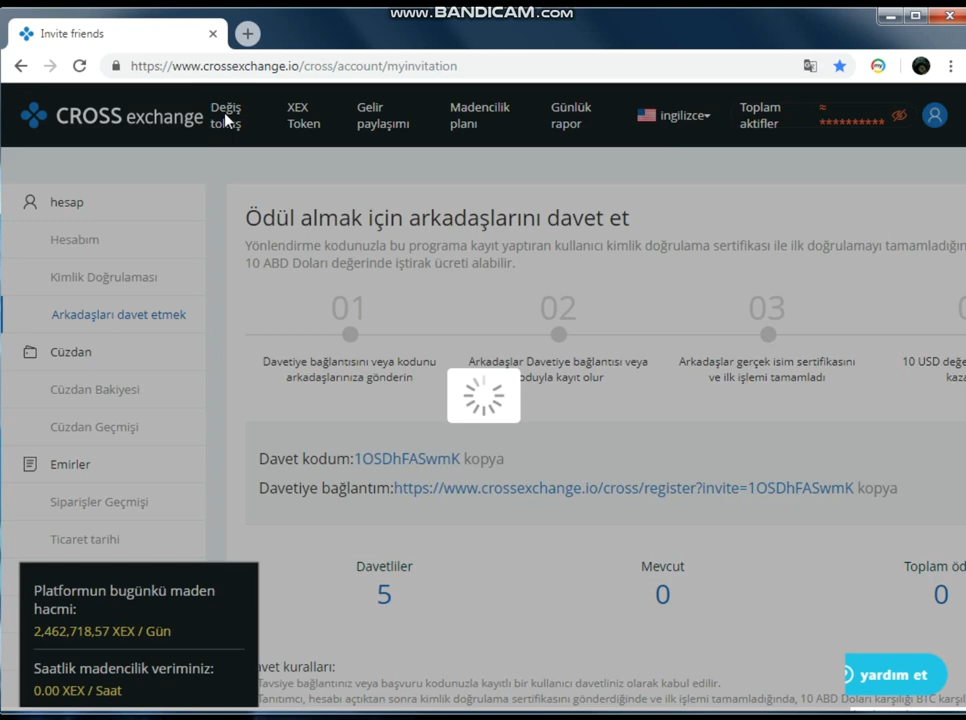 WWW.BANDICAM.COM
Invite friends
https://www.crossexchange.io/cross/account/myinvitation
CROSS exchange
Değiş
tokuş
XEX
Token
Gelir
paylaşımı
Madencilik
planı
Günlük
rapor
ingilizce
Toplam
aktifler
≈
**********
hesap
Hesabım
Kimlik Doğrulaması
Arkadaşları davet etmek
Cüzdan
Cüzdan Bakiyesi
Cüzdan Geçmişi
Emirler
Siparişler Geçmişi
Ticaret tarihi
Ödül almak için arkadaşlarını davet et
Yönlendirme kodunuzla bu programa kayıt yaptıran kullanıcı kimlik doğrulama sertifikası ile ilk doğrulamayı tamamladığın
10 ABD Doları değerinde iştirak ücreti alabilir.
01
02
03
Davetiye bağlantısını veya kodunu
arkadaşlarınıza gönderin
Arkadaşlar Davetiye bağlantısı veya
oduyla kayıt olur
Arkadaşlar gerçek isim sertifikasını
ve ilk işlemi tamamladı
10 USD değe
kaza
Davet kodum:1OSDhFASwmK kopya
Davetiye bağlantım:https://www.crossexchange.io/cross/register?invite=1OSDhFASwmK kopya
Davetliler
5
Mevcut
0
Toplam öd
0
Platformun bugünkü maden
hacmi:
2,462,718,57 XEX / Gün
Saatlik madencilik veriminiz:
0.00 XEX / Saat
avet kuralları:
Tavsiye bağlantınız veya başvuru kodunuzla kayıtlı bir kullanıcı davetliniz olarak kabul edilir.
Tanıtımcı, hesabı açtıktan sonra kimlik doğrulama sertifikasını gönderdiğinde ve ilk işlemi tamamladığında, 10 ABD Doları karşılığı BTC karşılı
yardım et